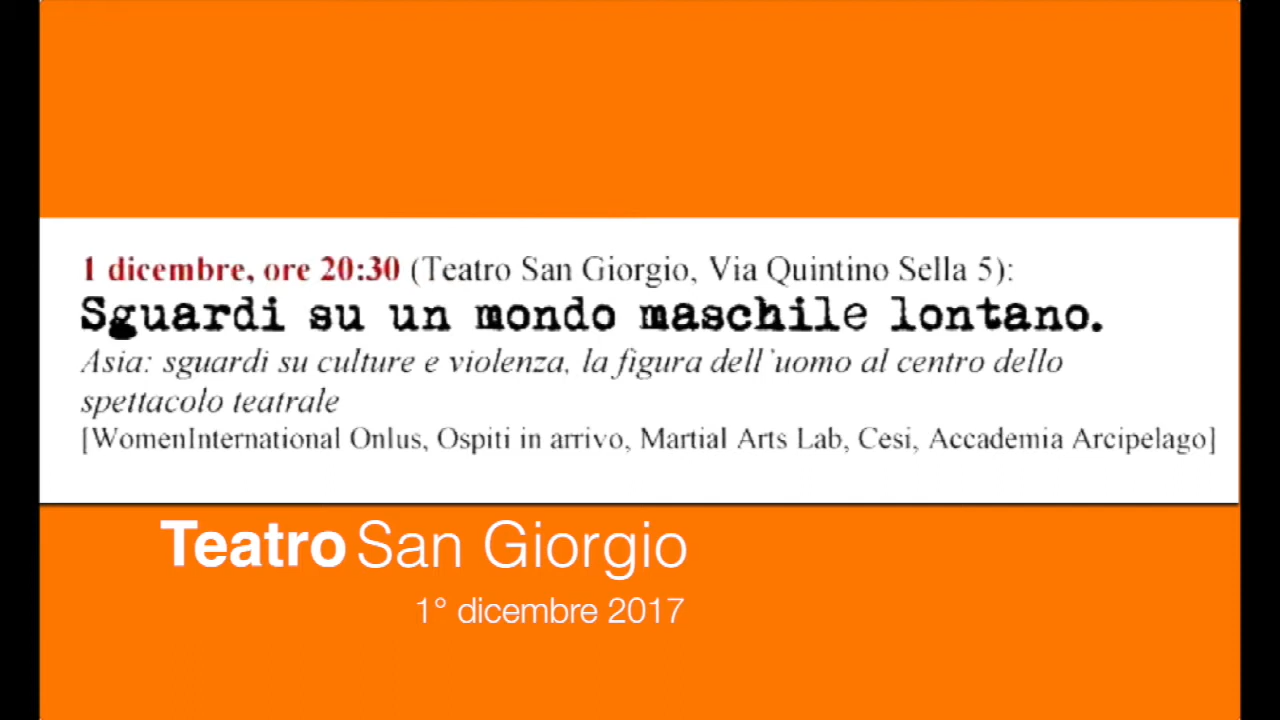 1 dicembre, ore 20:30 (Teatro San Giorgio, Via Quintino Sella 5):
Sguardi su un mondo maschile lontano.
Asia: sguardi su culture e violenza, la figura dell'uomo al centro dello
spettacolo teatrale
[WomenInternational Onlus, Ospiti in arrivo, Martial Arts Lab, Cesi, Accademia Arcipelago]
Teatro San Giorgio
1° dicembre 2017